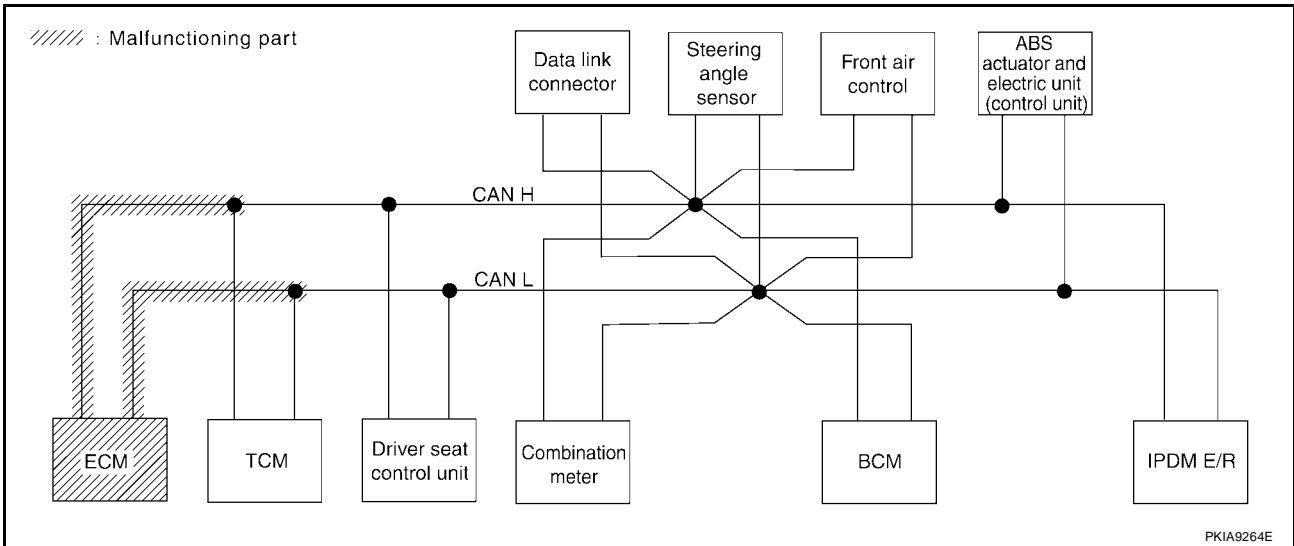 : Malfunctioning part
Data link
connector
Steering
angle
sensor
Front air
control
ABS
actuator and
electric unit
(control unit)
CAN H
CAN L
ECM
TCM
Driver seat
control unit
Combination
meter
BCM
IPDM E/R
PKIA9264E